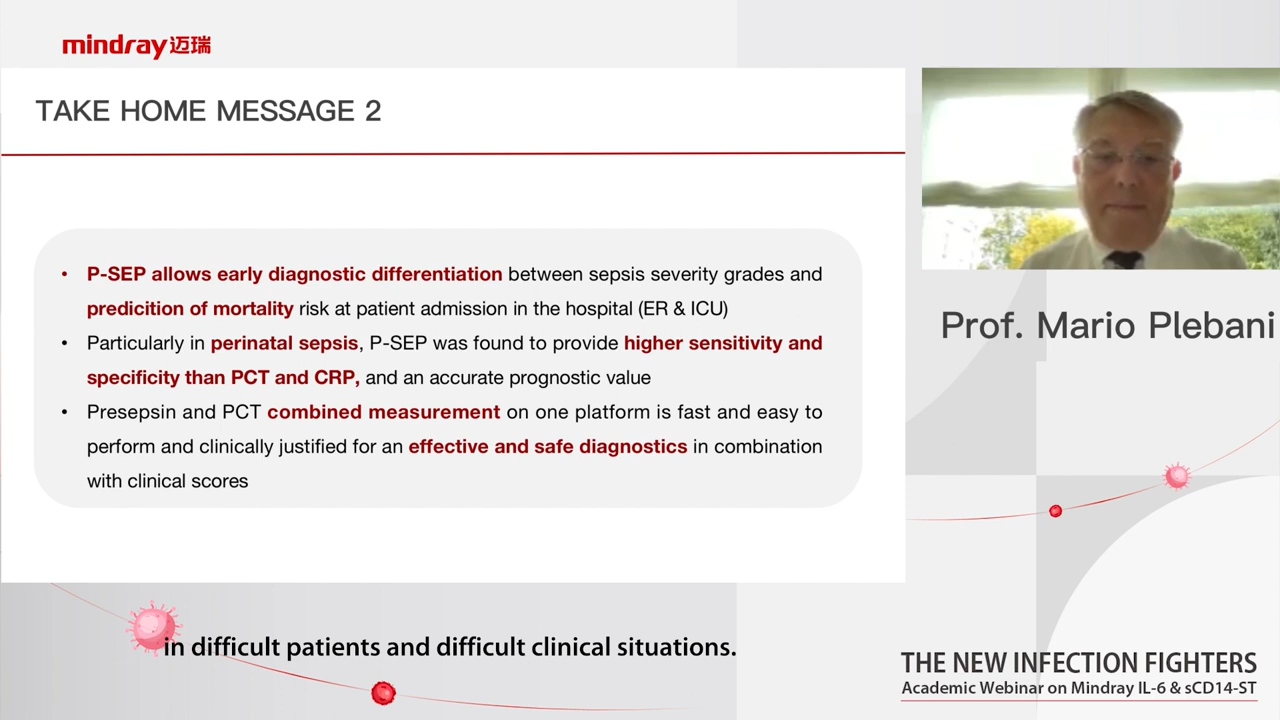 mindray迈瑞
TAKE HOME MESSAGE 2
• P-SEP allows early diagnostic differentiation between sepsis severity grades and
predicition of mortality risk at patient admission in the hospital (ER & ICU)
• Particularly in perinatal sepsis, P-SEP was found to provide higher sensitivity and
specificity than PCT and CRP, and an accurate prognostic value
• Presepsin and PCT combined measurement on one platform is fast and easy to
perform and clinically justified for an effective and safe diagnostics in combination
with clinical scores
Prof. Mario Plebani
in difficult patients and difficult clinical situations.
THE NEW INFECTION FIGHTERS
Academic Webinar on Mindray IL-6 & sCD14-ST